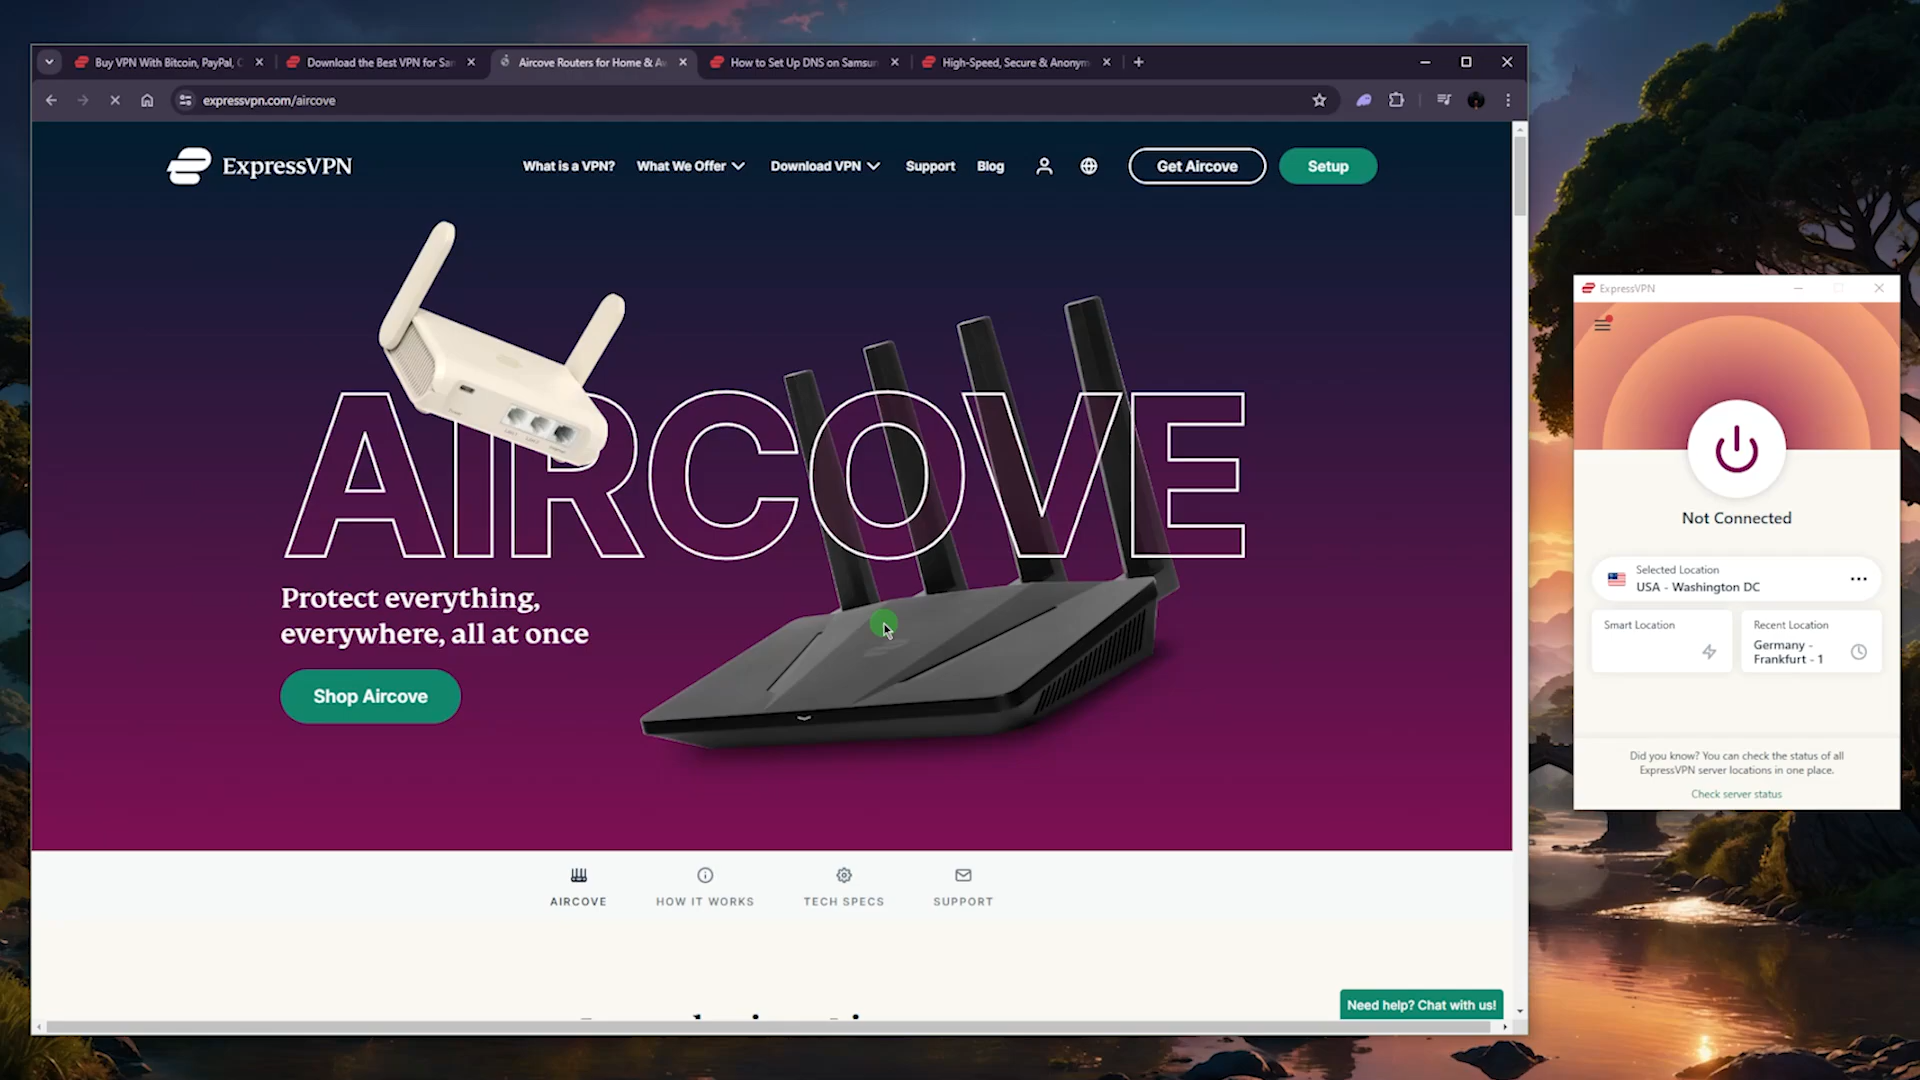 Buy VPN With Bitcoin, PayPal, C
Download the Best VPN for Sar
Aircove Routers for Home & A
How to Set Up DNS on Samsun
High-Speed, Secure & Anonym
expressvpn.com/aircove
ExpressVPN
What is a VPN?
What We Offer
Download VPN
Support
Blog
Get Aircove
Setup
AIRCOVE
Protect everything,
everywhere, all at once
Shop Aircove
AIRCOVE
HOW IT WORKS
TECH SPECS
SUPPORT
Need help? Chat with us!
ExpressVPN
Not Connected
Selected Location
USA - Washington DC
Smart Location
Recent Location
Germany -
Frankfurt - 1
Did you know? You can check the status of all
ExpressVPN server locations in one place.
Check server status